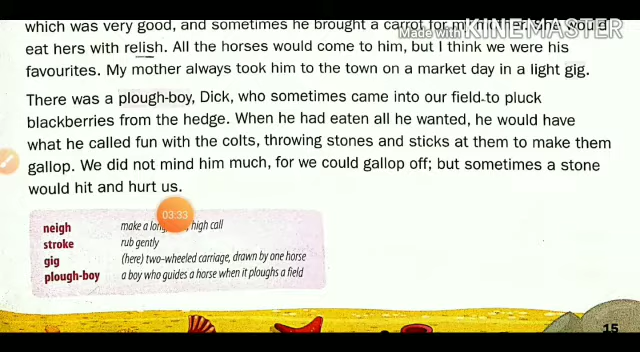 which was very good, and sometimes he brought a carrot for m
Made with KINEMASTER
eat hers with relish. All the horses would come to him, but I think we were his
favourites. My mother always took him to the town on a market day in a light gig.
There was a plough-boy, Dick, who sometimes came into our field to pluck
blackberries from the hedge. When he had eaten all he wanted, he would have
what he called fun with the colts, throwing stones and sticks at them to make them
gallop. We did not mind him much, for we could gallop off; but sometimes a stone
would hit and hurt us.
03:33
neigh make a high call
stroke rub gently
gig (here) two-wheeled carriage, drawn by one horse
plough-boy a boy who guides a horse when it ploughs a field
15